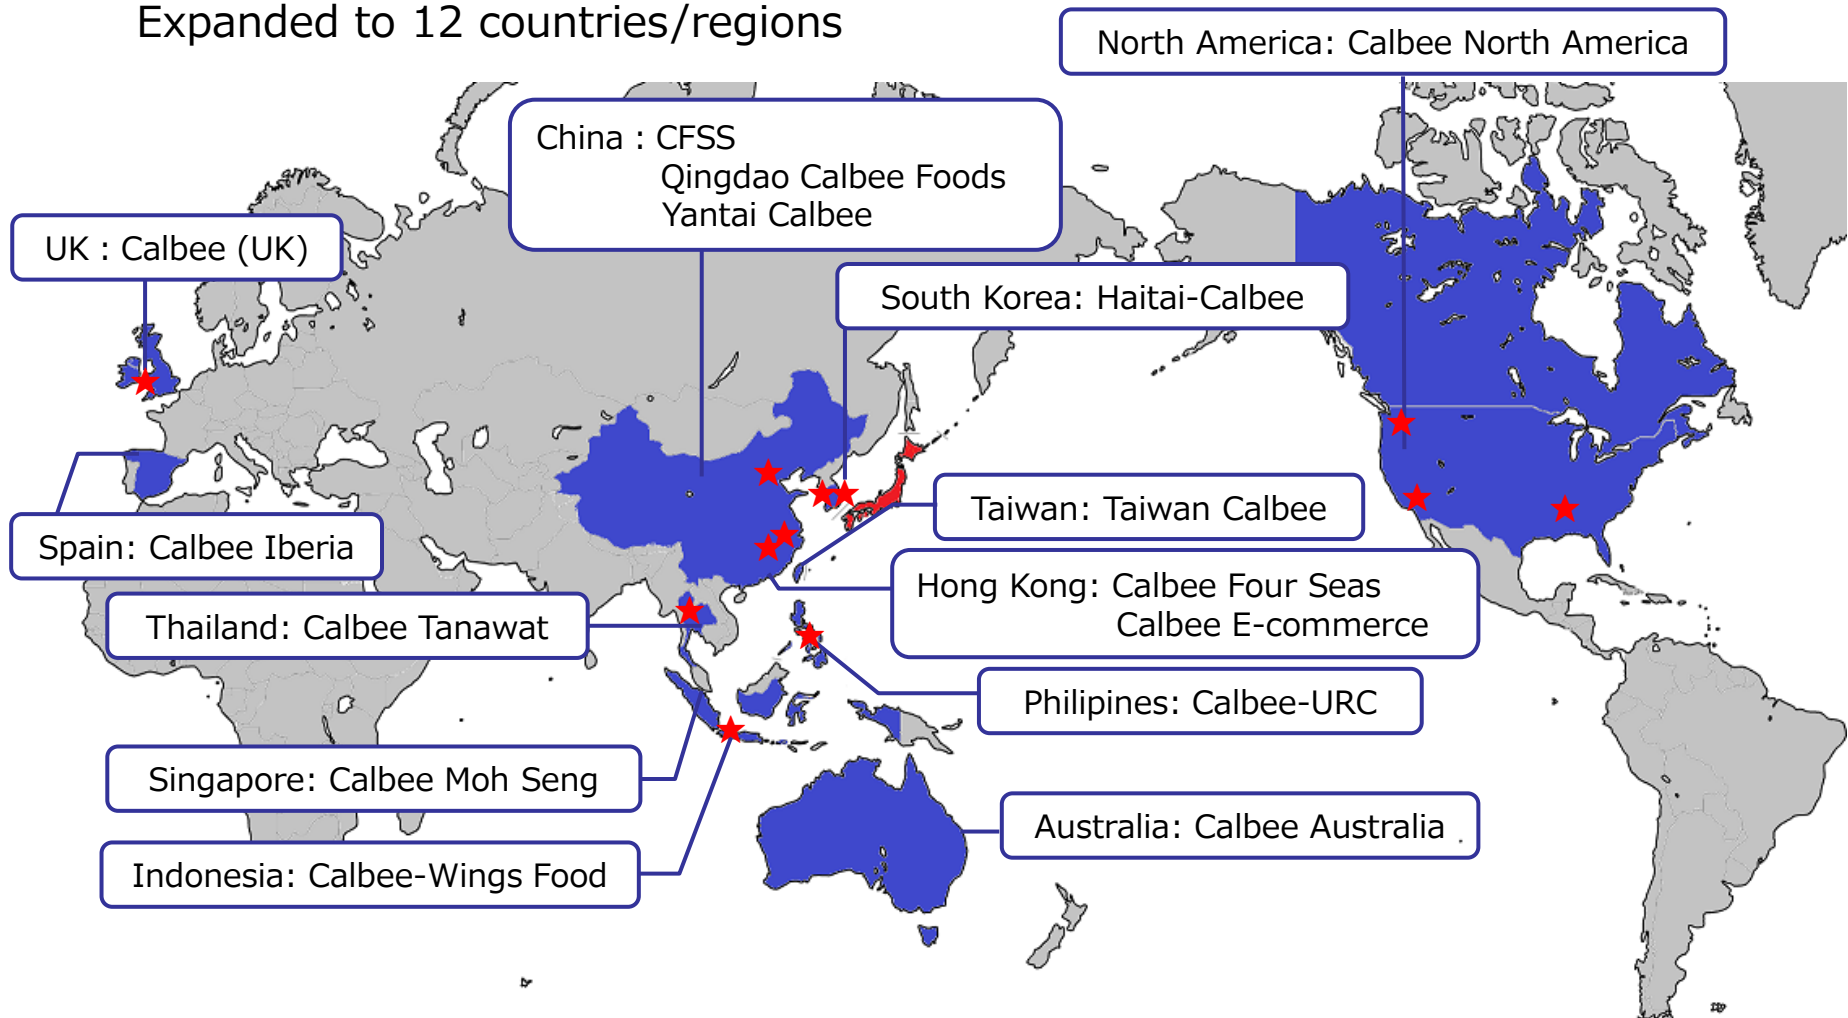 Expanded to 12 countries/regions
North America: Calbee North America
China : CFSS
Qingdao Calbee Foods
Yantai Calbee
UK : Calbee (UK)
South Korea: Haitai-Calbee
Taiwan: Taiwan Calbee
Spain: Calbee Iberia
Hong Kong: Calbee Four Seas
Calbee E-commerce
Thailand: Calbee Tanawat
Philipines: Calbee-URC
Singapore: Calbee Moh Seng
Australia: Calbee Australia
Indonesia: Calbee-Wings Food